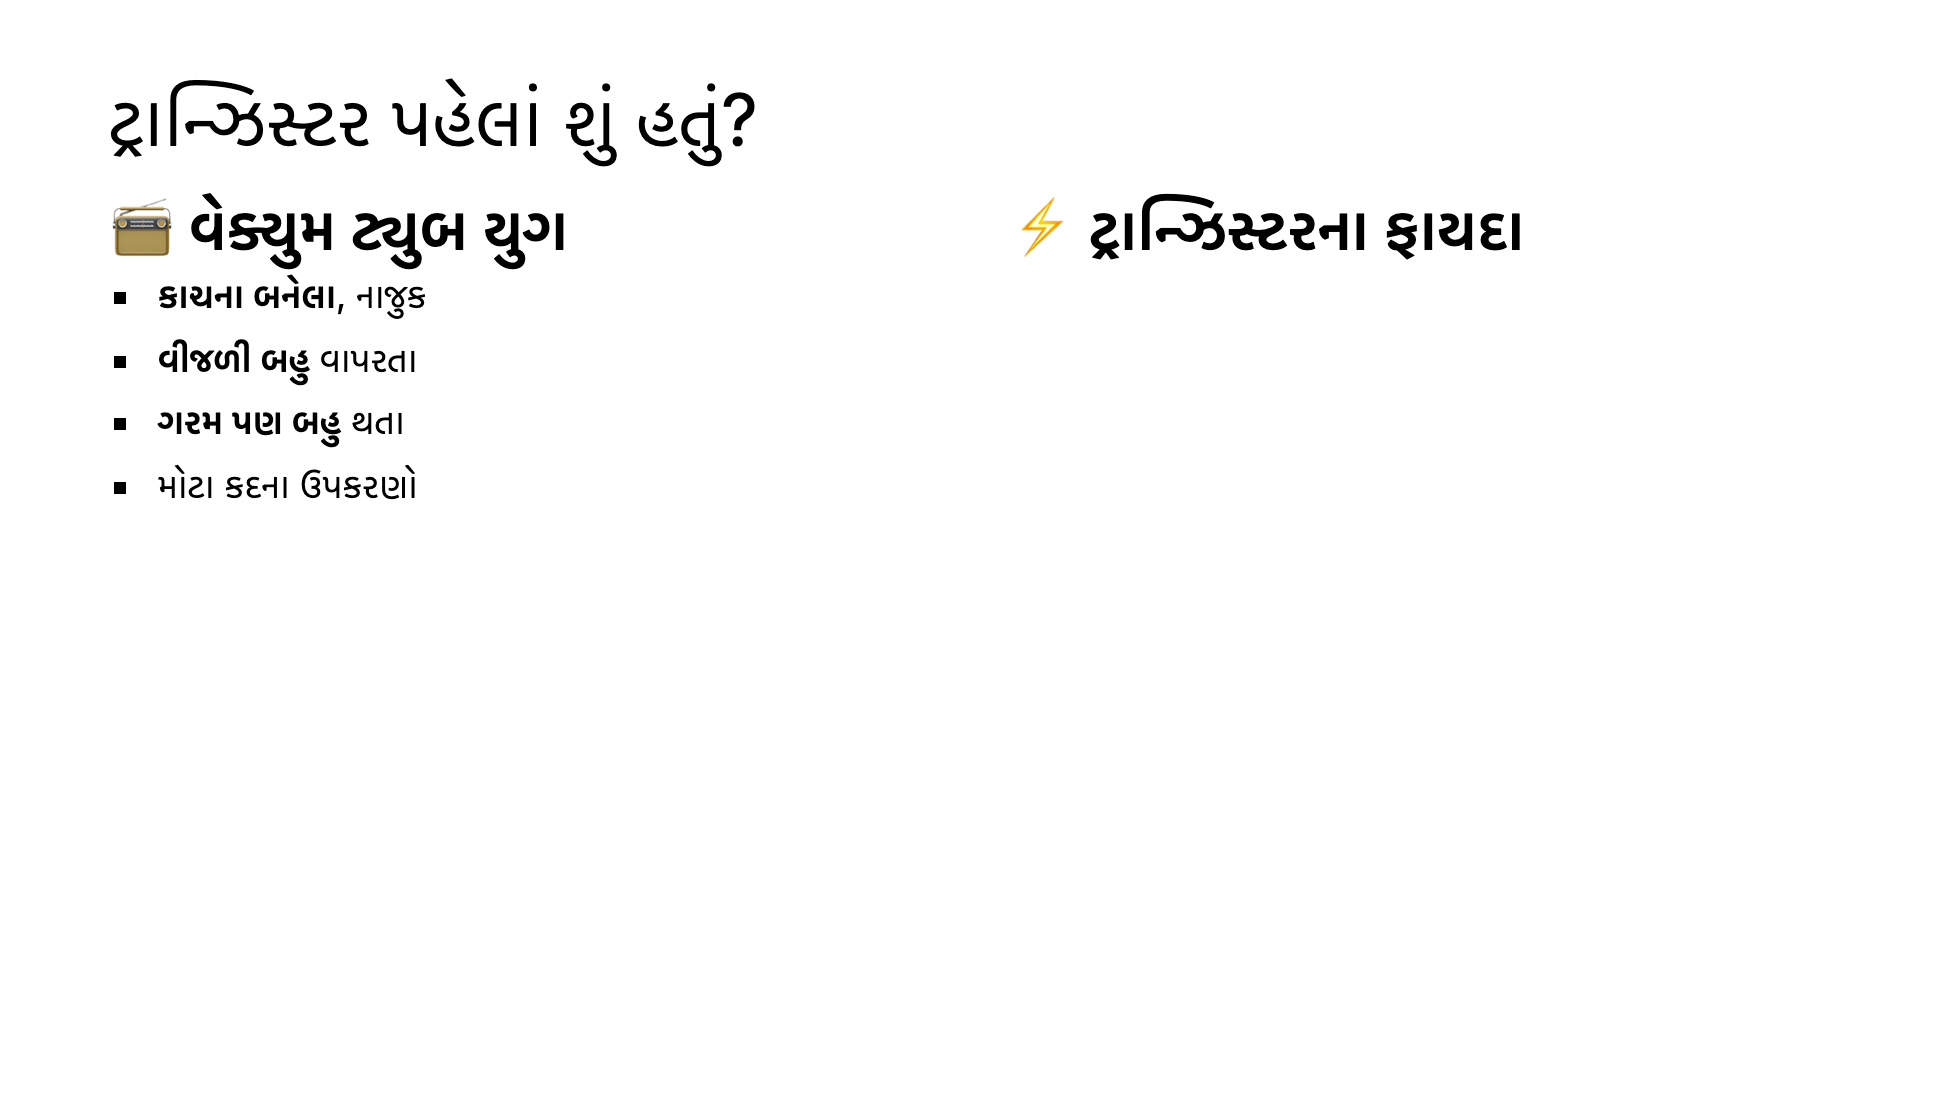 ટ્રાન્ઝિસ્ટર પહેલાં શું હતું?
📻 વેક્યુમ ટ્યુબ યુગ
▪ કાચના બનેલા, નાજુક
▪ વીજળી બહુ વાપરતા
▪ ગરમ પણ બહુ થતા
▪ મોટા કદના ઉપકરણો
⚡ ટ્રાન્ઝિસ્ટરના ફાયદા